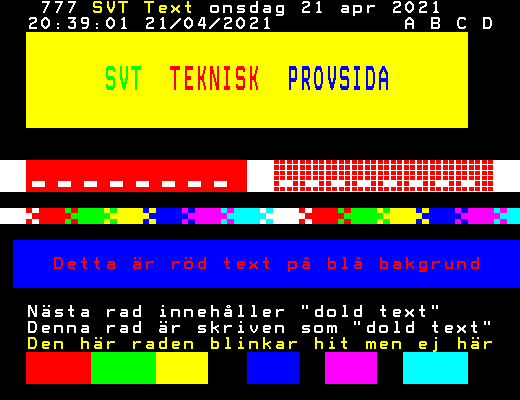 777 SVT Text onsdag 21 apr 2021
20:39:01 21/04/2021 A B C D
SVT TEKNISK PROVSIDA
Detta är röd text på blå bakgrund
Nästa rad innehåller "dold text"
Denna rad är skriven som "dold text"
Den här raden blinkar hit men ej här